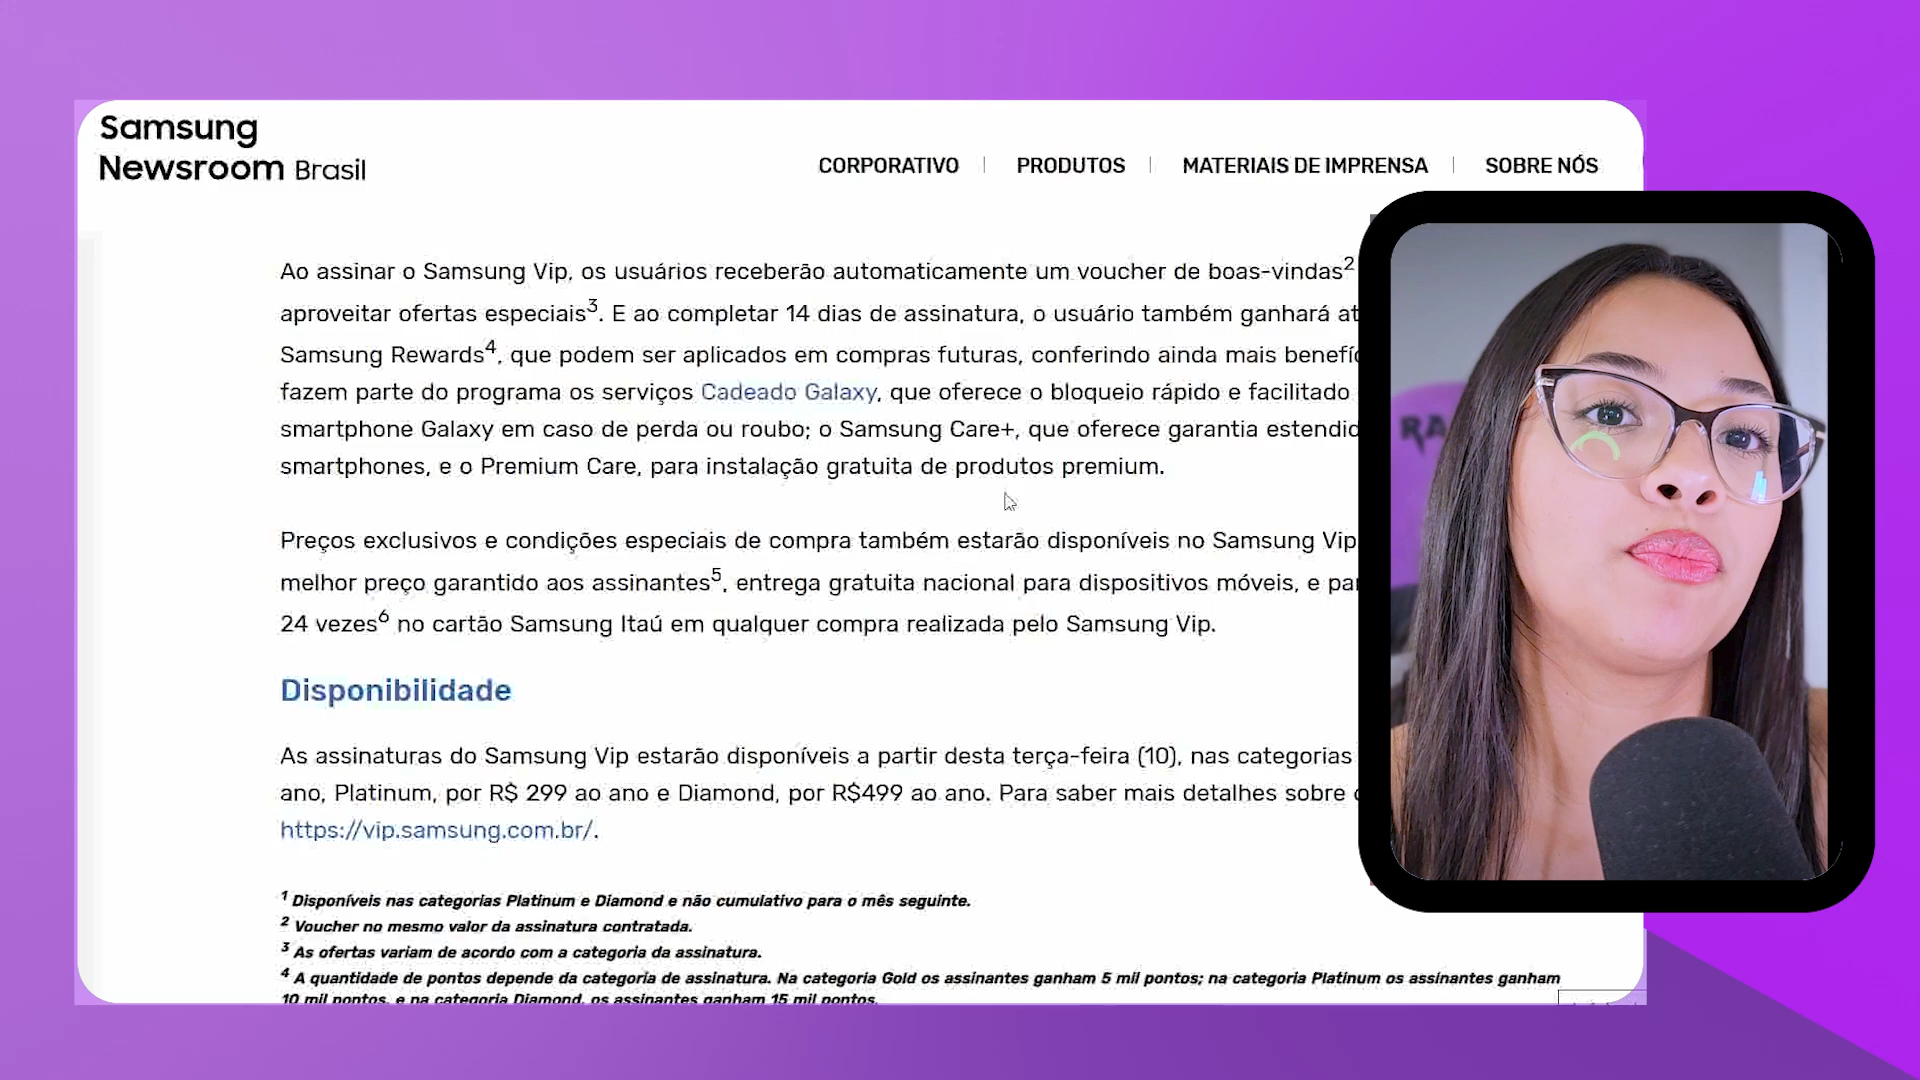 Samsung
Newsroom Brasil
CORPORATIVO
PRODUTOS
MATERIAIS DE IMPRENSA
SOBRE NÓS
Ao assinar o Samsung Vip, os usuários receberão automaticamente um voucher de boas-vindas²
aproveitar ofertas especiais³. E ao completar 14 dias de assinatura, o usuário também ganhará
Samsung Rewards⁴, que podem ser aplicados em compras futuras, conferindo ainda mais
fazem parte do programa os serviços Cadeado Galaxy, que oferece o bloqueio rápido e facilitado
smartphone Galaxy em caso de perda ou roubo; o Samsung Care+, que oferece garantia
smartphones, e o Premium Care, para instalação gratuita de produtos premium.
Preços exclusivos e condições especiais de compra também estarão disponíveis no Samsung Vip
melhor preço garantido aos assinantes⁵, entrega gratuita nacional para dispositivos móveis, e
24 vezes⁶ no cartão Samsung Itaú em qualquer compra realizada pelo Samsung Vip.
Disponibilidade
As assinaturas do Samsung Vip estarão disponíveis a partir desta terça-feira (10), nas categorias
ano, Platinum, por R$ 299 ao ano e Diamond, por R$499 ao ano. Para saber mais detalhes sobre
https://vip.samsung.com.br/.
¹ Disponíveis nas categorias Platinum e Diamond e não cumulativo para o mês seguinte.
² Voucher no mesmo valor da assinatura contratada.
³ As ofertas variam de acordo com a categoria da assinatura.
⁴ A quantidade de pontos depende da categoria de assinatura. Na categoria Gold os assinantes ganham 5 mil pontos; na categoria Platinum os assinantes ganham
10 mil pontos, e na categoria Diamond, os assinantes ganham 15 mil pontos.